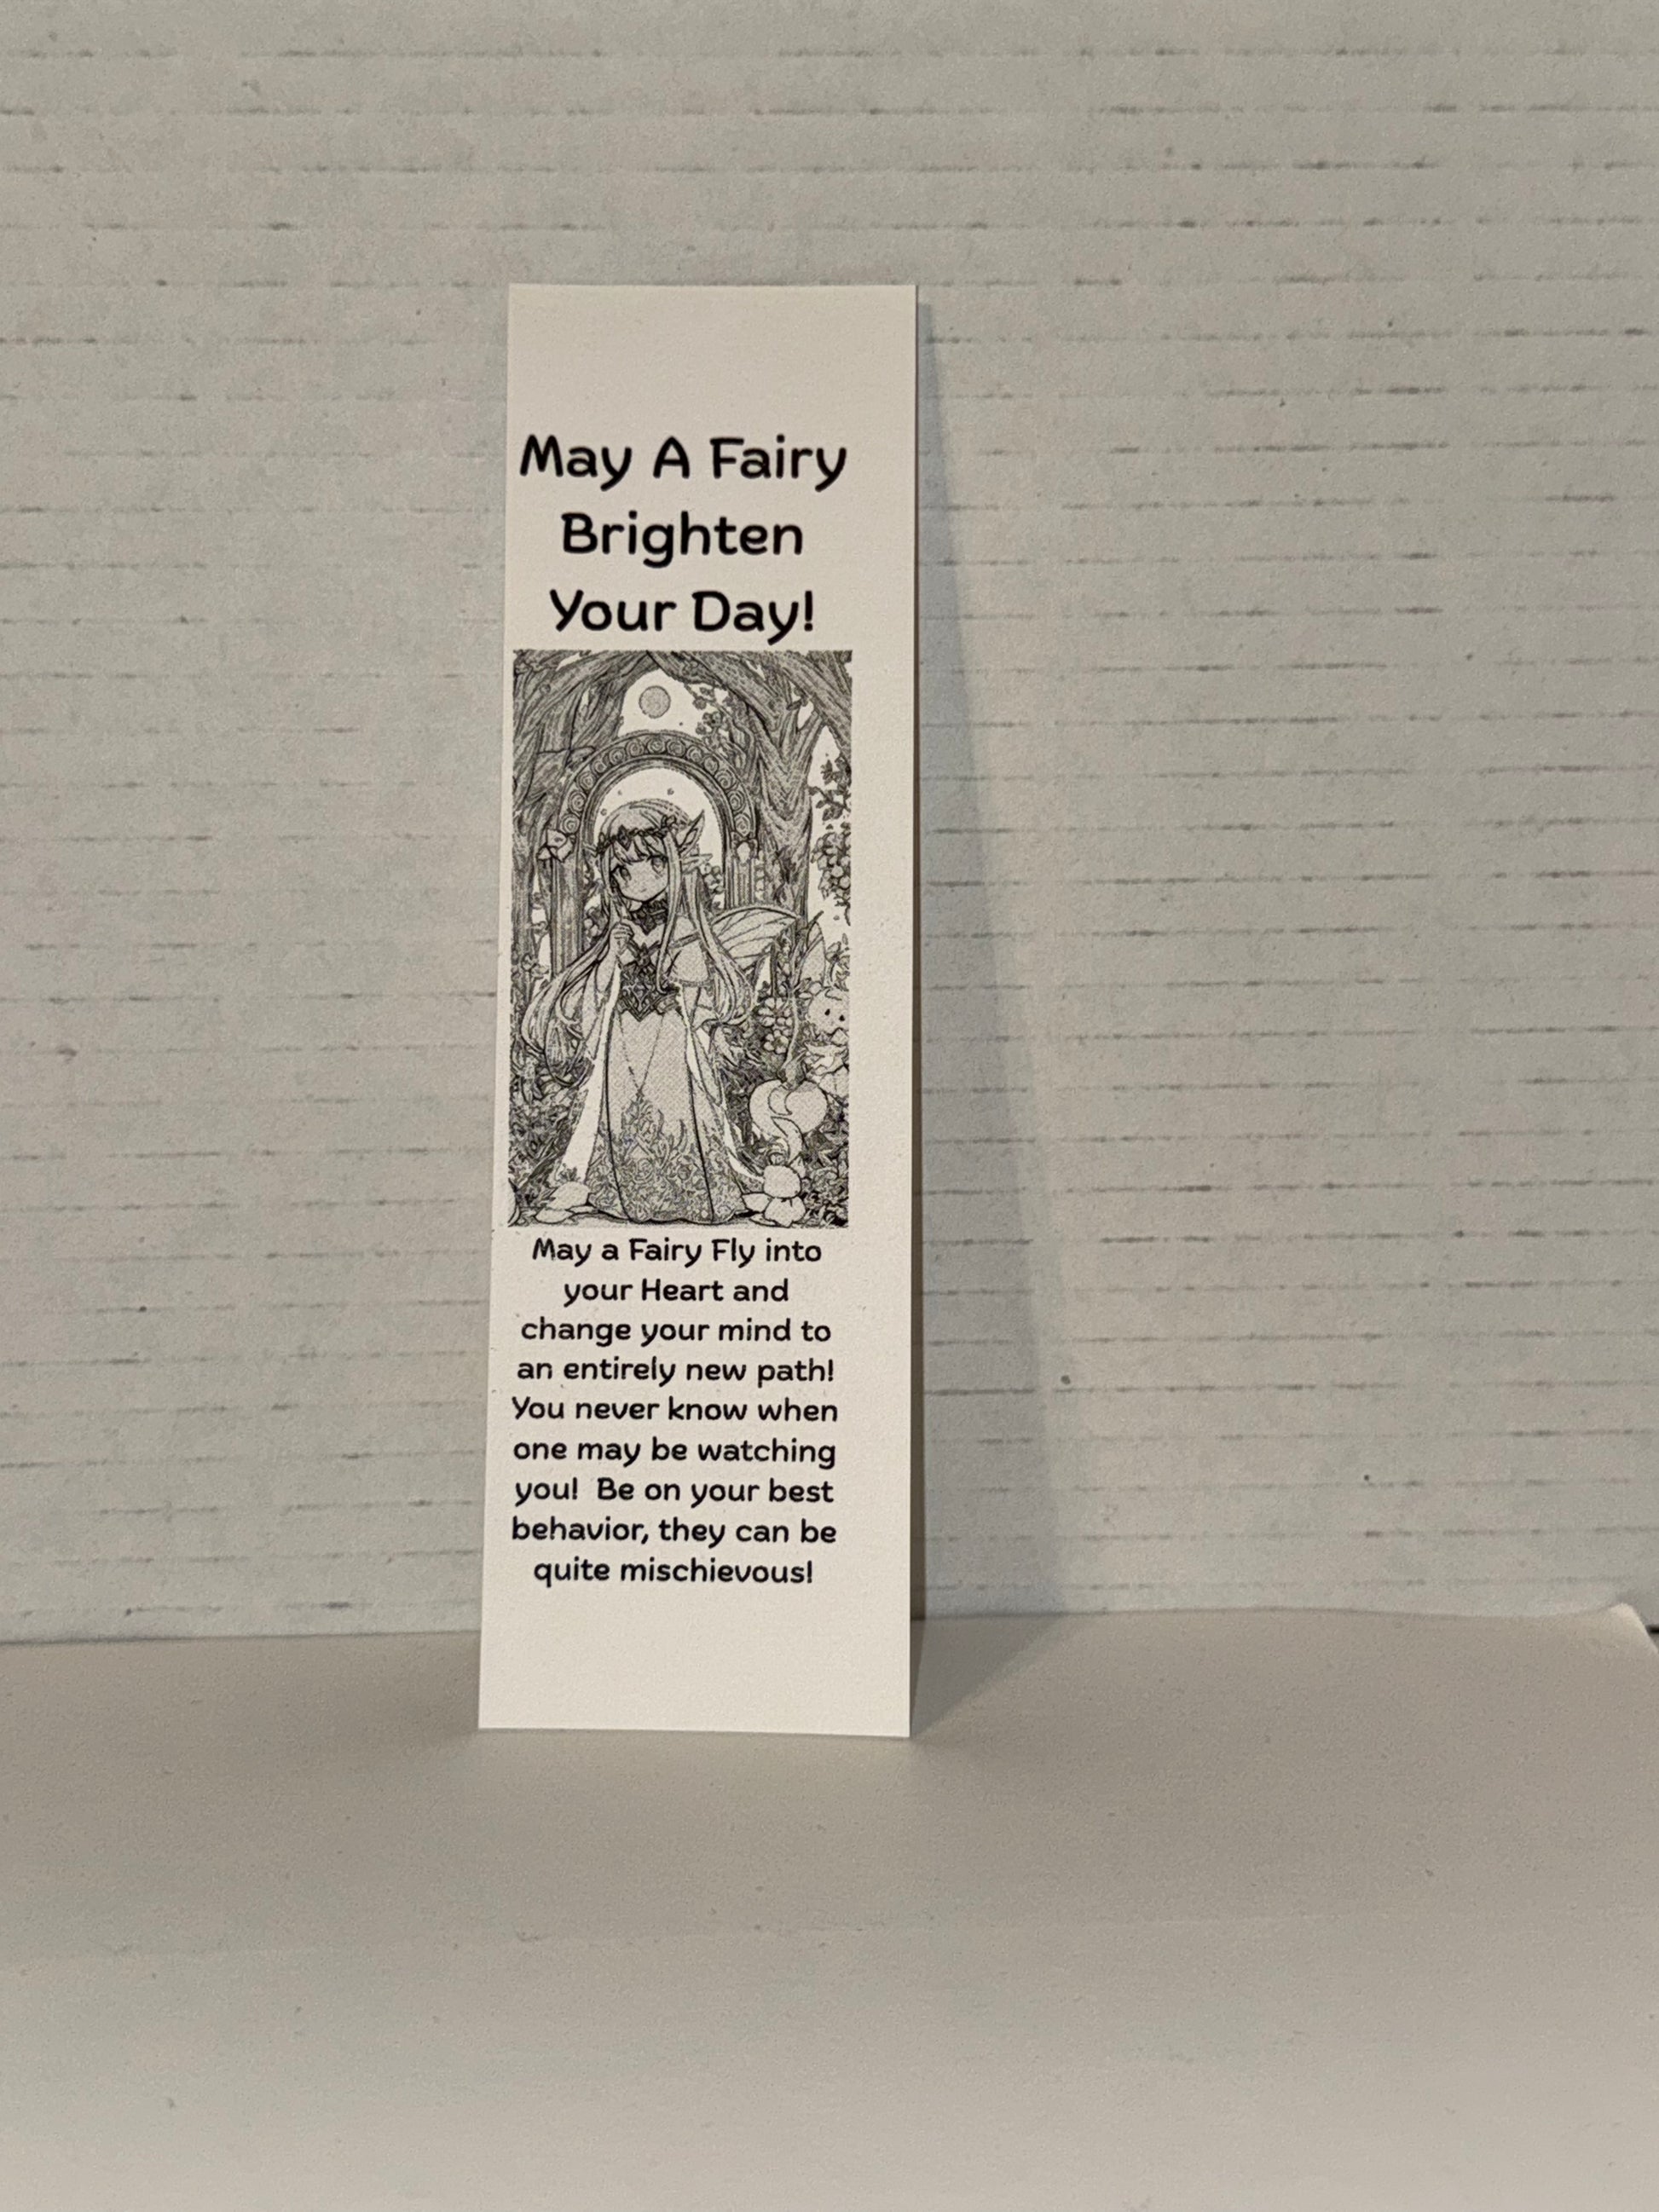 May A Fairy
Brighten
Your Day!
May a Fairy Fly into
your Heart and
change your mind to
an entirely new path!
You never know when
one may be watching
you!  Be on your best
behavior, they can be
quite mischievous!